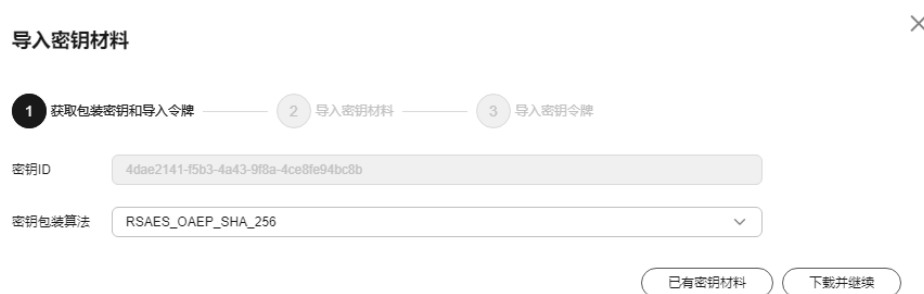 导入密钥材料
1 获取包装密钥和导入令牌 2 导入密钥材料 3 导入密钥令牌
密钥ID 4dae2141-f5b3-4a43-9f8a-4ce8fe94bc8b
密钥包装算法 RSAES_OAEP_SHA_256
已有密钥材料 下载并继续